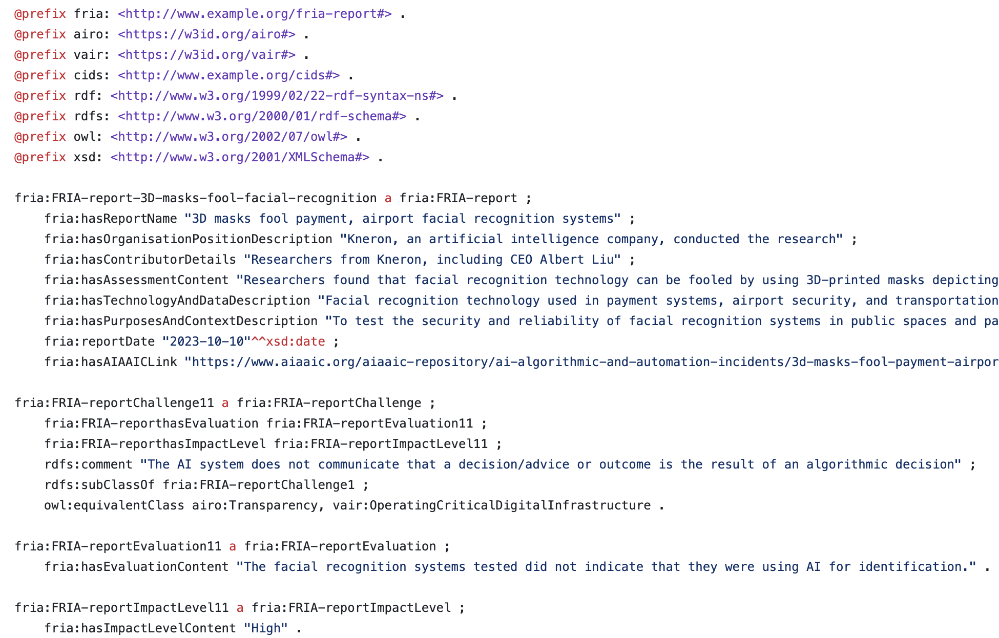 @prefix fria: <http://www.example.org/fria-report#> .
@prefix airo: <https://w3id.org/airo#> .
@prefix vair: <https://w3id.org/vair#> .
@prefix cids: <http://www.example.org/cids#> .
@prefix rdf: <http://www.w3.org/1999/02/22-rdf-syntax-ns#> .
@prefix rdfs: <http://www.w3.org/2000/01/rdf-schema#> .
@prefix owl: <http://www.w3.org/2002/07/owl#> .
@prefix xsd: <http://www.w3.org/2001/XMLSchema#> .

fria:FRIA-report-3D-masks-fool-facial-recognition a fria:FRIA-report ;
    fria:hasReportName "3D masks fool payment, airport facial recognition systems" ;
    fria:hasOrganisationPositionDescription "Kneron, an artificial intelligence company, conducted the research" ;
    fria:hasContributorDetails "Researchers from Kneron, including CEO Albert Liu" ;
    fria:hasAssessmentContent "Researchers found that facial recognition technology can be fooled by using 3D-printed masks depicting
    fria:hasTechnologyAndDataDescription "Facial recognition technology used in payment systems, airport security, and transportation
    fria:hasPurposesAndContextDescription "To test the security and reliability of facial recognition systems in public spaces and pa
    fria:reportDate "2023-10-10"^^xsd:date ;
    fria:hasAIAAICLink "https://www.aiaaic.org/aiaaic-repository/ai-algorithmic-and-automation-incidents/3d-masks-fool-payment-airpor

fria:FRIA-reportChallenge11 a fria:FRIA-reportChallenge ;
    fria:FRIA-reporthasEvaluation fria:FRIA-reportEvaluation11 ;
    fria:FRIA-reporthasImpactLevel fria:FRIA-reportImpactLevel11 ;
    rdfs:comment "The AI system does not communicate that a decision/advice or outcome is the result of an algorithmic decision" ;
    rdfs:subClassOf fria:FRIA-reportChallenge1 ;
    owl:equivalentClass airo:Transparency, vair:OperatingCriticalDigitalInfrastructure .

fria:FRIA-reportEvaluation11 a fria:FRIA-reportEvaluation ;
    fria:hasEvaluationContent "The facial recognition systems tested did not indicate that they were using AI for identification." .

fria:FRIA-reportImpactLevel11 a fria:FRIA-reportImpactLevel ;
    fria:hasImpactLevelContent "High" .